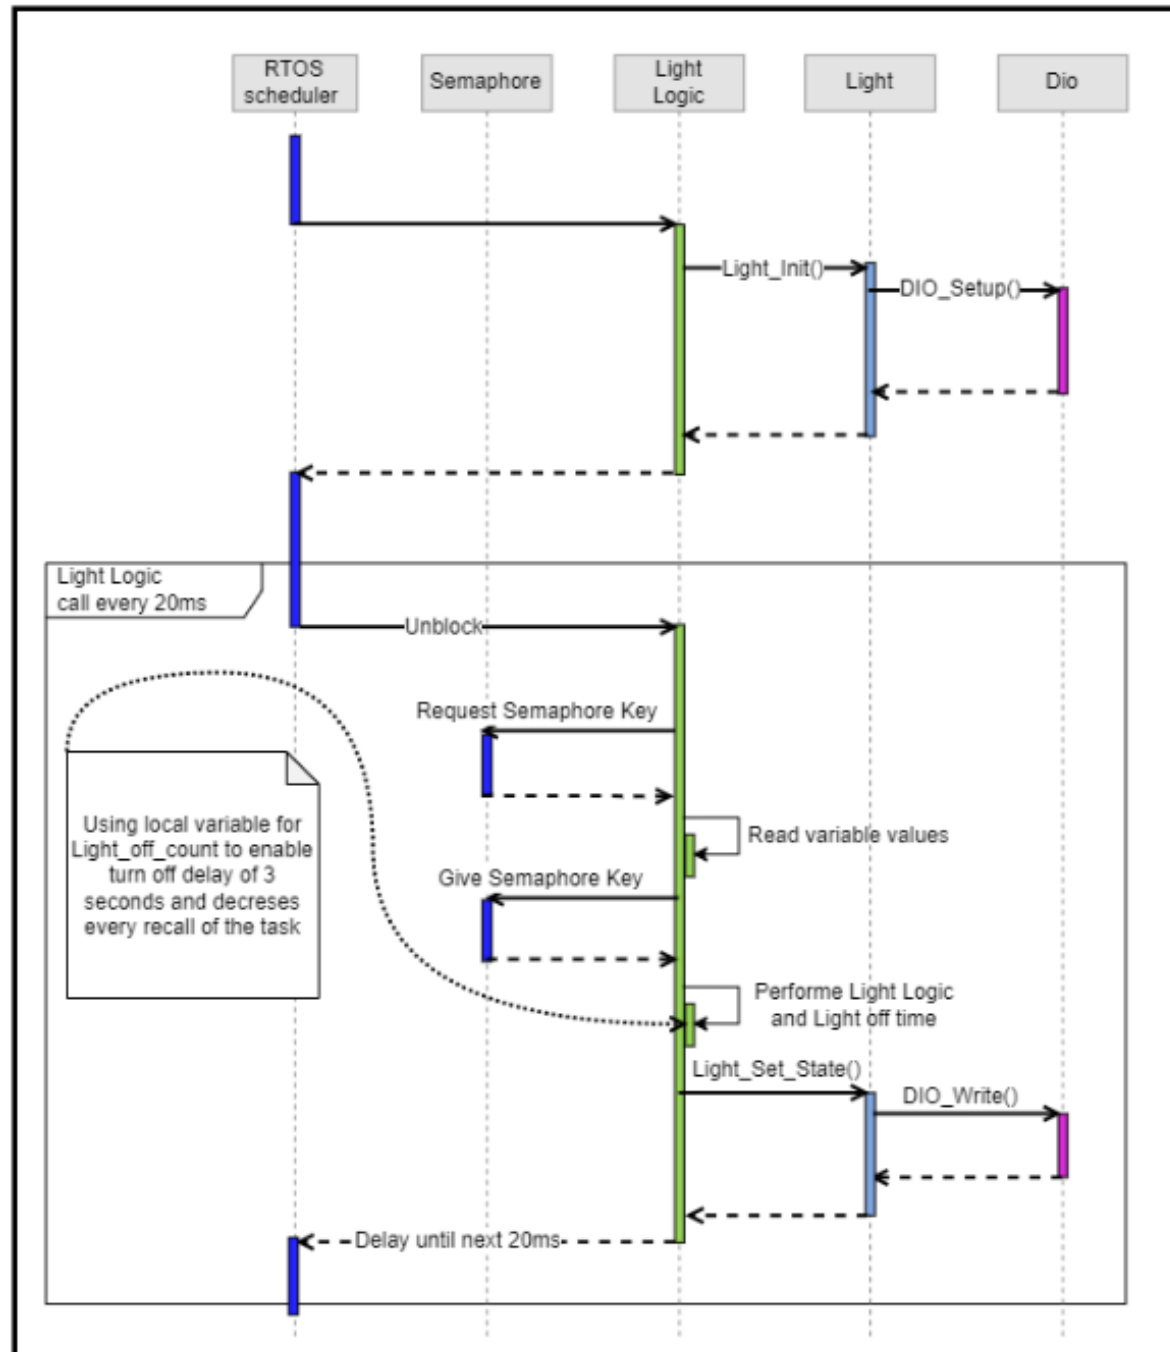 RTOS
scheduler
Semaphore
Light
Logic
Light
Dio
Light_Init()
DIO_Setup()
Light Logic
call every 20ms
Unblock
Request Semaphore Key
Using local variable for
Light_off_count to enable
turn off delay of 3
seconds and decreses
every recall of the task
Read variable values
Give Semaphore Key
Performe Light Logic
and Light off time
Light_Set_State()
DIO_Write()
Delay until next 20ms